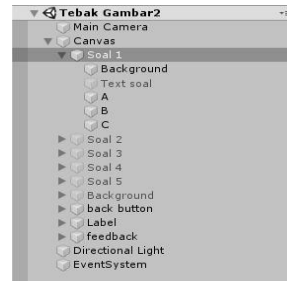 Tebak Gambar2
Main Camera
Canvas
Soal 1
Background
Text soal
A
B
C
Soal 2
Soal 3
Soal 4
Soal 5
Background
back button
Label
feedback
Directional Light
EventSystem